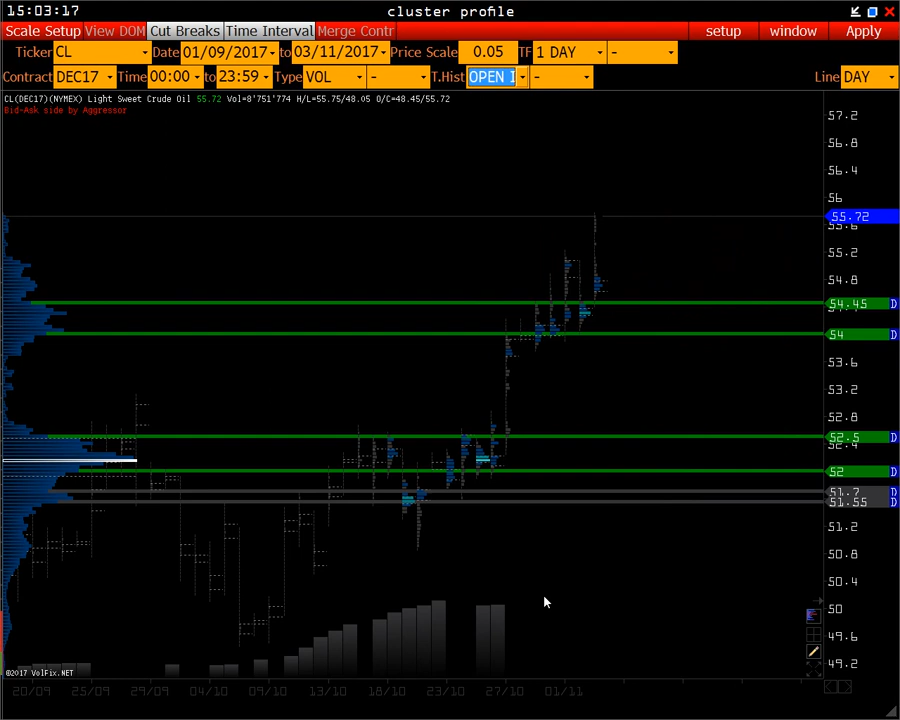 15:03:17 cluster profile
Scale Setup View DOM Cut Breaks Time Interval Merge Contr setup window Apply
Ticker CL Date 01/09/2017 to 03/11/2017 Price Scale 0.05 TF 1 DAY -
Contract DEC17 Time 00:00 to 23:59 Type VOL - T.Hist OPEN I - Line DAY
CL(DEC17)(NYMEX) Light Sweet Crude Oil 55.72 Vol=8'751'774 H/L=55.75/48.05 O/C=48.45/55.72
Bid-Ask side by Aggressor
57.2
56.8
56.4
56
55.72
55.6
55.2
54.8
54.45 D
54 D
53.6
53.2
52.8
52.5 D
52.4
52 D
51.7 D
51.55 D
51.2
50.8
50.4
50
49.6
49.2
©2017 VolFix.NET
20/09 25/09 29/09 04/10 09/10 13/10 18/10 23/10 27/10 01/11